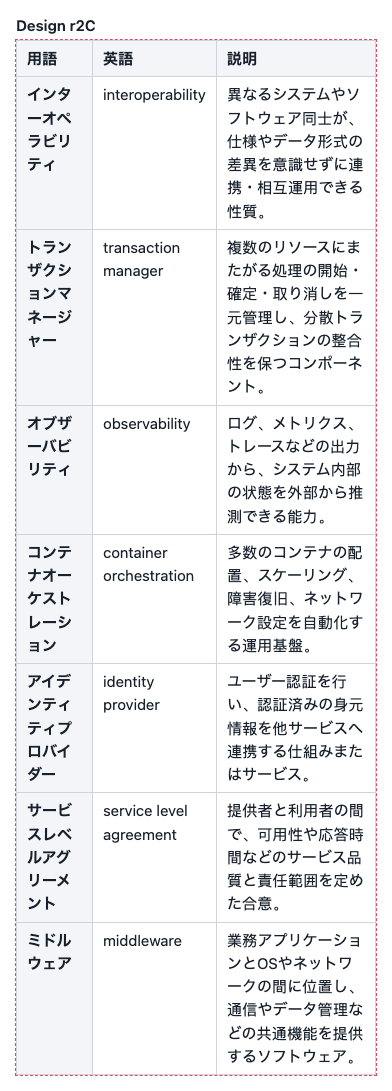 Design r2C
用語 英語 説明
インタ
ーオペ
ラビリ
ティ
interoperability
異なるシステムやソ
フトウェア同士が、
仕様やデータ形式の
差異を意識せずに連
携・相互運用できる
性質。
トラン
ザクシ
ョンマ
ネージ
ャー
transaction
manager
複数のリソースにま
たがる処理の開始・
確定・取り消しを一
元管理し、分散トラ
ンザクションの整合
性を保つコンポーネ
ント。
オブザ
ーバビ
リティ
observability
ログ、メトリクス、
トレースなどの出力
から、システム内部
の状態を外部から推
測できる能力。
コンテ
ナオー
ケスト
レーシ
ョン
container
orchestration
多数のコンテナの配
置、スケーリング、
障害復旧、ネットワ
ーク設定を自動化す
る運用基盤。
アイデ
ンティ
ティプ
ロバイ
ダー
identity
provider
ユーザー認証を行
い、認証済みの身元
情報を他サービスへ
連携する仕組みまた
はサービス。
サービ
スレベ
ルアグ
リーメ
ント
service level
agreement
提供者と利用者の間
で、可用性や応答時
間などのサービス品
質と責任範囲を定め
た合意。
ミドル
ウェア
middleware
業務アプリケーショ
ンとOSやネットワ
ークの間に位置し、
通信やデータ管理な
どの共通機能を提供
するソフトウェア。